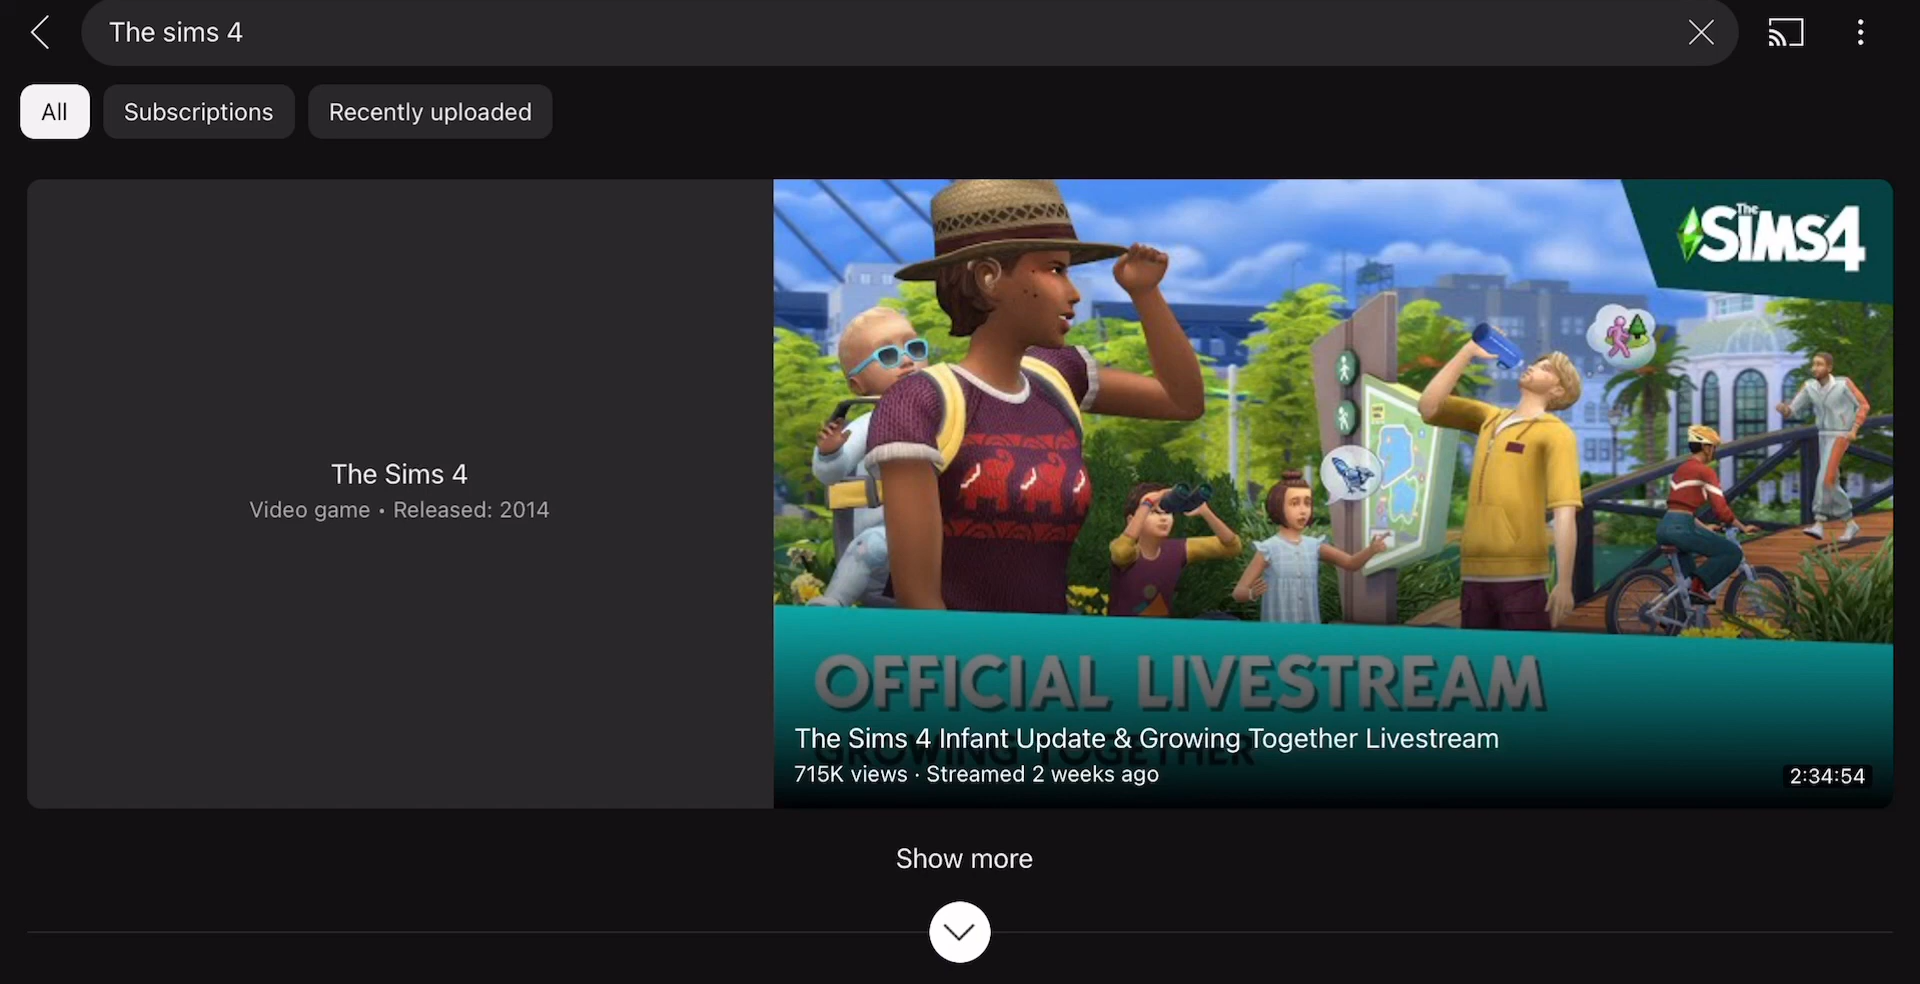 The sims 4
All
Subscriptions
Recently uploaded
The Sims 4
Video game • Released: 2014
The SiMS 4
OFFICIAL LIVESTREAM
GROWING TOGETHER
The Sims 4 Infant Update & Growing Together Livestream
715K views · Streamed 2 weeks ago
2:34:54
Show more